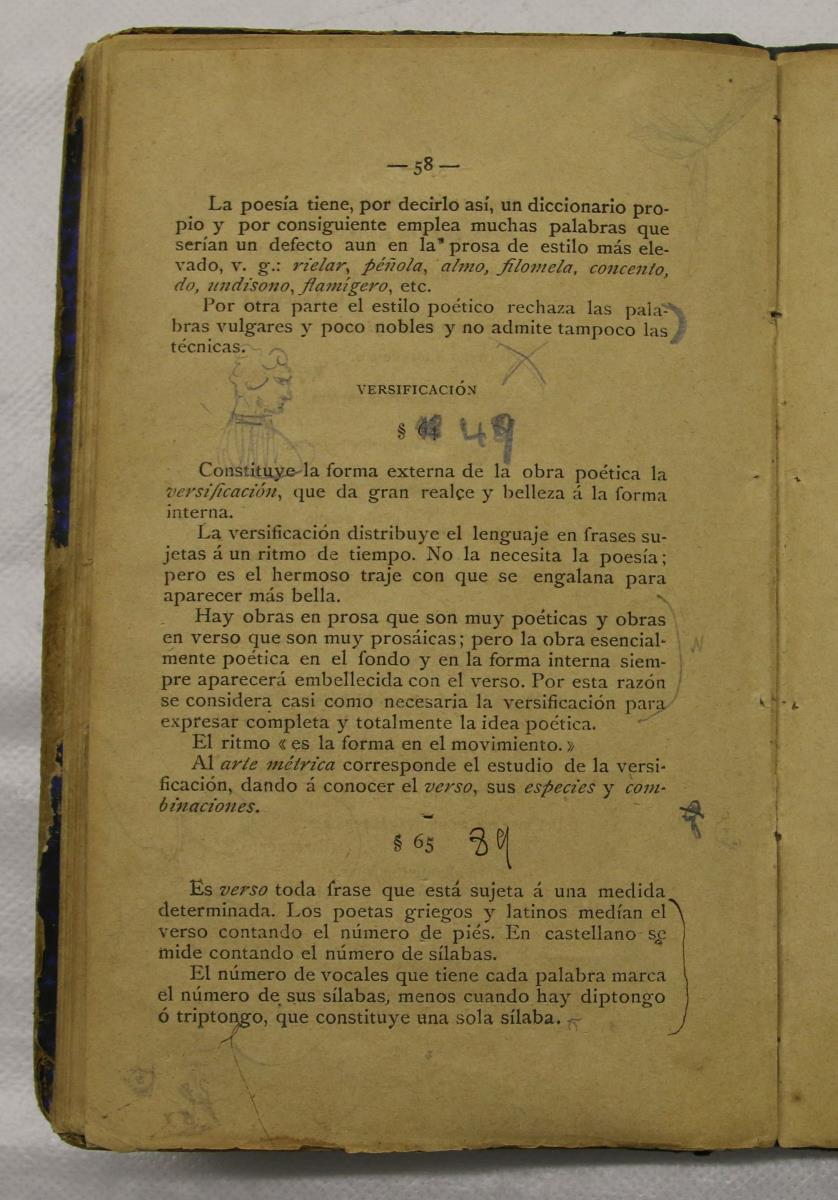 — 58 —
La poesía tiene, por decirlo así, un diccionario pro-
pio y por consiguiente emplea muchas palabras que
serían un defecto aun en la prosa de estilo más ele-
vado, v. g.: rielar, péñola, almo, filomela, concento,
do, undisono, flamígero, etc.
Por otra parte el estilo poético rechaza las pala-
bras vulgares y poco nobles y no admite tampoco las
técnicas.
VERSIFICACIÓN
§ 64 49
Constituye la forma externa de la obra poética la
versificación, que da gran realçe y belleza á la forma
interna.
La versificación distribuye el lenguaje en frases su-
jetas á un ritmo de tiempo. No la necesita la poesía;
pero es el hermoso traje con que se engalana para
aparecer más bella.
Hay obras en prosa que son muy poéticas y obras
en verso que son muy prosáicas; pero la obra esencial-
mente poética en el fondo y en la forma interna siem-
pre aparecerá embellecida con el verso. Por esta razón
se considera casi como necesaria la versificación para
expresar completa y totalmente la idea poética.
El ritmo «es la forma en el movimiento.»
Al arte métrica corresponde el estudio de la versi-
ficación, dando á conocer el verso, sus especies y com-
binaciones.
§ 65 89
Es verso toda frase que está sujeta á una medida
determinada. Los poetas griegos y latinos medían el
verso contando el número de piés. En castellano se
mide contando el número de sílabas.
El número de vocales que tiene cada palabra marca
el número de sus sílabas, menos cuando hay diptongo
ó triptongo, que constituye una sola sílaba.